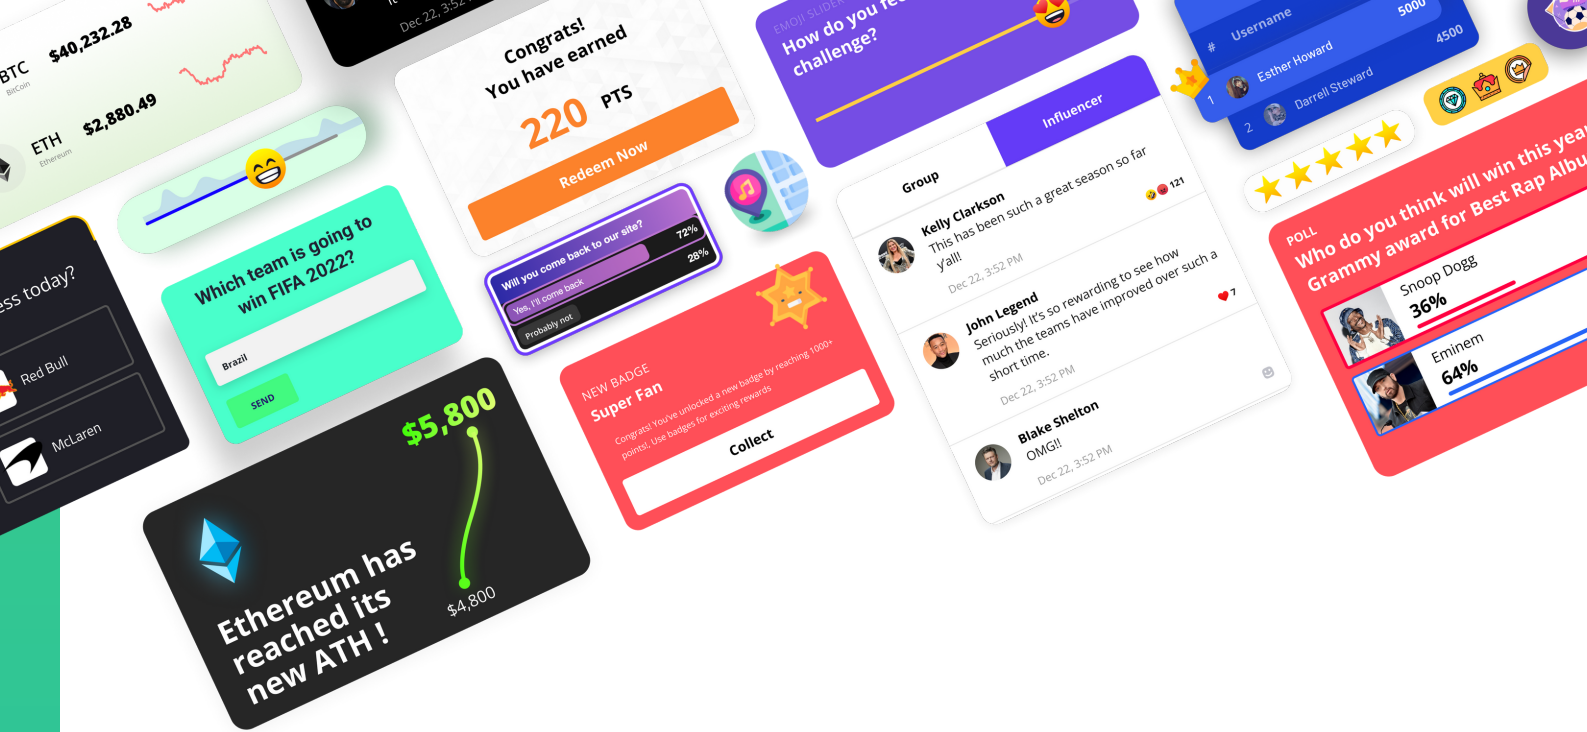 BTC
BitCoin
$40,232.28
ETH
Ethereum
$2,880.49
Dec 22, 3:52
Congrats!
You have earned
220 PTS
Redeem Now
EMOJI SLIDER
How do you
challenge?
# Username
5000
1 Esther Howard
4500
2 Darrell Steward
Group
Influencer
Kelly Clarkson
This has been such a great season so far
y'all!
121
Dec 22, 3:52 PM
John Legend
Seriously! It's so rewarding to see how
much the teams have improved over such a
short time.
7
Dec 22, 3:52 PM
Blake Shelton
OMG!!
Dec 22, 3:52 PM
POLL
Who do you think will win this year
Grammy award for Best Rap
Snoop Dogg
36%
Eminem
64%
today?
Red Bull
McLaren
Which team is going to
win FIFA 2022?
Brazil
SEND
Will you come back to our site?
Yes, I'll come back
72%
Probably not
28%
NEW BADGE
Super Fan
Congrats! You've unlocked a new badge by reaching 1000+
points!, Use badges for exciting rewards
Collect
$5,800
$4,800
Ethereum has
reached its
new ATH !